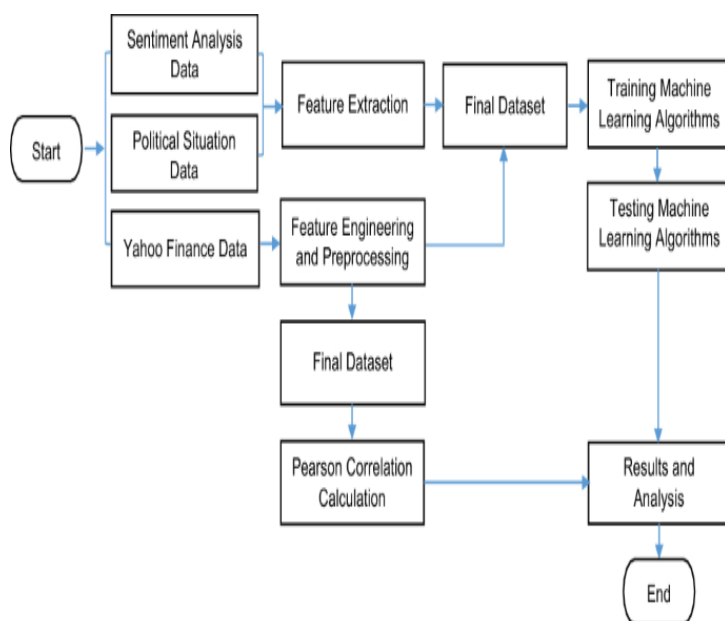 Start
Sentiment Analysis
Data
Political Situation
Data
Yahoo Finance Data
Feature Extraction
Feature Engineering
and Preprocessing
Final Dataset
Pearson Correlation
Calculation
Final Dataset
Training Machine
Learning Algorithms
Testing Machine
Learning Algorithms
Results and
Analysis
End